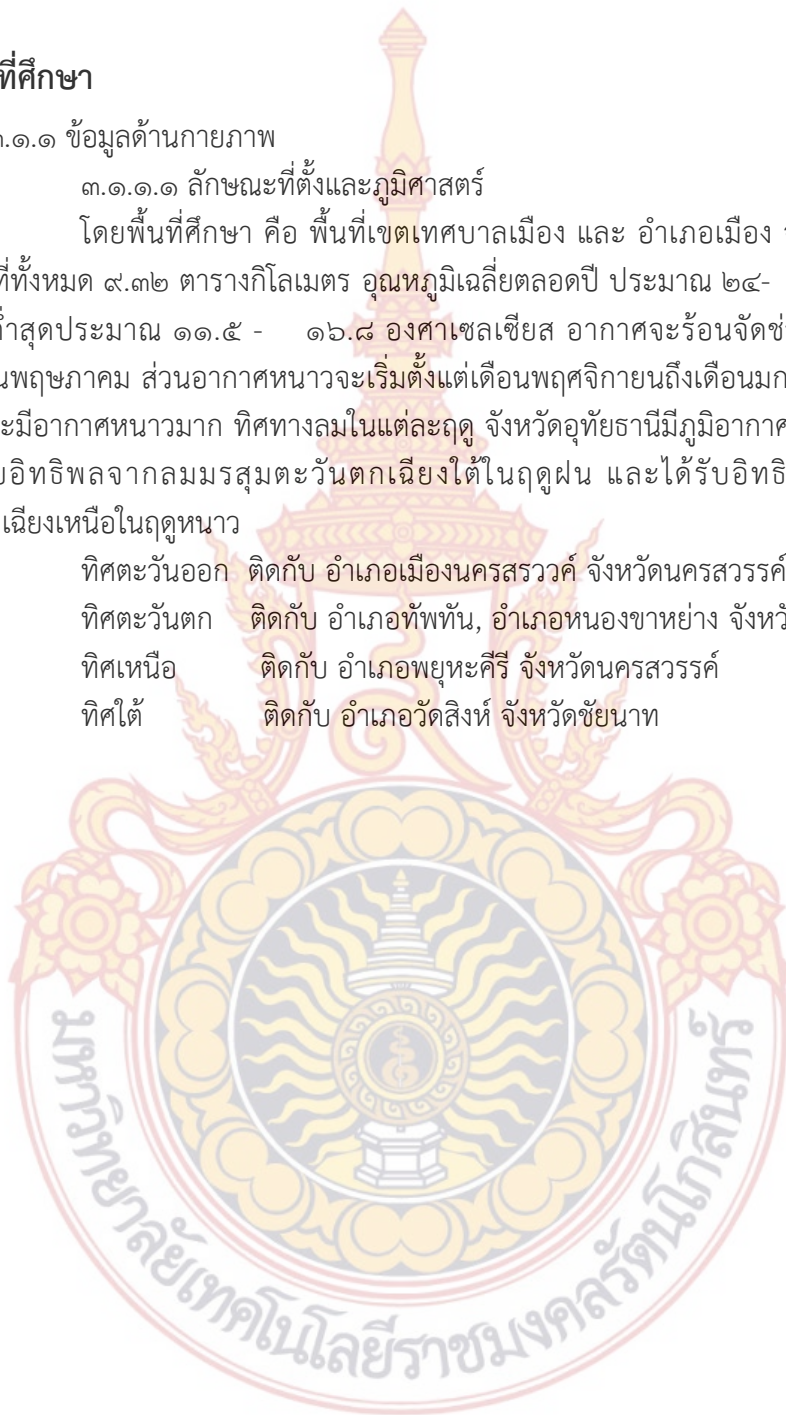 ที่ศึกษา
.๑.๑ ข้อมูลด้านกายภาพ
๓.๑.๑.๑ ลักษณะที่ตั้งและภูมิศาสตร์
โดยพื้นที่ศึกษา คือ พื้นที่เขตเทศบาลเมือง และ อำเภอเมือง
ที่ทั้งหมด ๙.๓๒ ตารางกิโลเมตร อุณหภูมิเฉลี่ยตลอดปี ประมาณ ๒๔-
ต่ำสุดประมาณ ๑๑.๕ - ๑๖.๘ องศาเซลเซียส อากาศจะร้อนจัด
นพฤษภาคม ส่วนอากาศหนาวจะเริ่มตั้งแต่เดือนพฤศจิกายนถึงเดือนมก
ะมีอากาศหนาวมาก ทิศทางลมในแต่ละฤดู จังหวัดอุทัยธานีมีภูมิอากาศ
บอิทธิพลจากลมมรสุมตะวันตกเฉียงใต้ในฤดูฝน และได้รับอิทธิ
เฉียงเหนือในฤดูหนาว
ทิศตะวันออก ติดกับ อำเภอเมืองนครสรววค์ จังหวัดนครสวรรค์
ทิศตะวันตก ติดกับ อำเภอทัพทัน, อำเภอหนองขาหย่าง จังหวั
ทิศเหนือ ติดกับ อำเภอพยุหะคีรี จังหวัดนครสวรรค์
ทิศใต้ ติดกับ อำเภอวัดสิงห์ จังหวัดชัยนาท
มหาวิทยาลัยเทคโนโลยีราชมงคลรัตนโกสินทร์